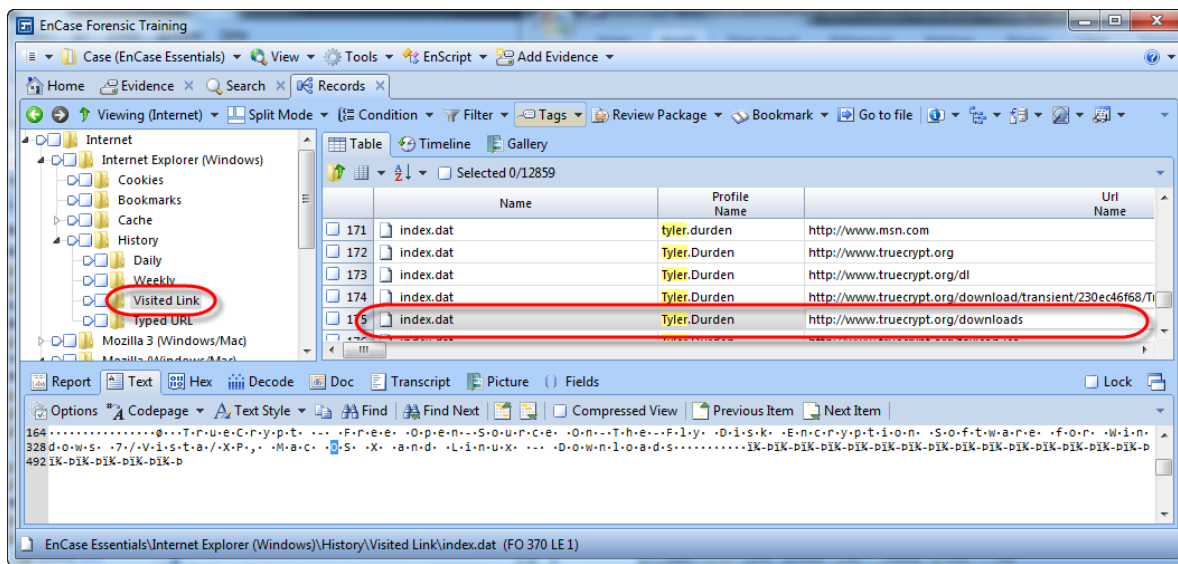 EnCase Forensic Training
Case (EnCase Essentials) View Tools EnScript Add Evidence
Home Evidence Search Records
Viewing (Internet) Split Mode Condition Filter Tags Review Package Bookmark Go to file
Internet
Internet Explorer (Windows)
Cookies
Bookmarks
Cache
History
Daily
Weekly
Visited Link
Typed URL
Mozilla 3 (Windows/Mac)
Mozilla (Windows/Mac)
Table Timeline Gallery
Selected 0/12859
Name Profile Name Url Name
171 index.dat tyler.durden http://www.msn.com
172 index.dat Tyler.Durden http://www.truecrypt.org
173 index.dat Tyler.Durden http://www.truecrypt.org/dl
174 index.dat Tyler.Durden http://www.truecrypt.org/download/transient/230ec46f68/
175 index.dat Tyler.Durden http://www.truecrypt.org/downloads
Report Text Hex Decode Doc Transcript Picture Fields Lock
Options Codepage Text Style Find Find Next Compressed View Previous Item Next Item
164 ·T·r·u·e·C·r·y·p·t· ·-· ·F·r·e·e· ·O·p·e·n·-·S·o·u·r·c·e· ·O·n·-·T·h·e·-·F·l·y· ·D·i·s·k· ·E·n·c·r·y·p·t·i·o·n· ·S·o·f·t·w·a·r·e· ·f·o·r· ·W·i·n·
328 d·o·w·s· ·7·/·V·i·s·t·a·/·X·P·,· ·M·a·c· ·O·S· ·X· ·a·n·d· ·L·i·n·u·x· ·-· ·D·o·w·n·l·o·a·d·s·
492
EnCase Essentials\Internet Explorer (Windows)\History\Visited Link\index.dat (FO 370 LE 1)